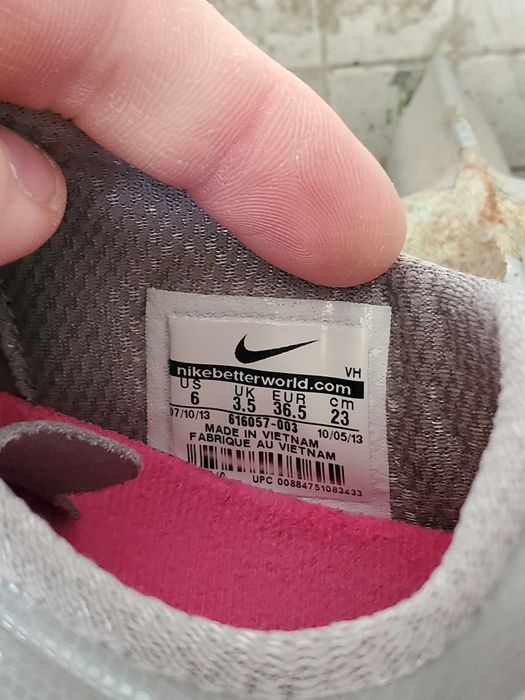 VH
nikebetterworld.com
US UK EUR cm
6 3.5 36.5 23
07/10/13 616057-003 10/05/13
MADE IN VIETNAM
FABRIQUE AU VIETNAM
UPC 00884751083433